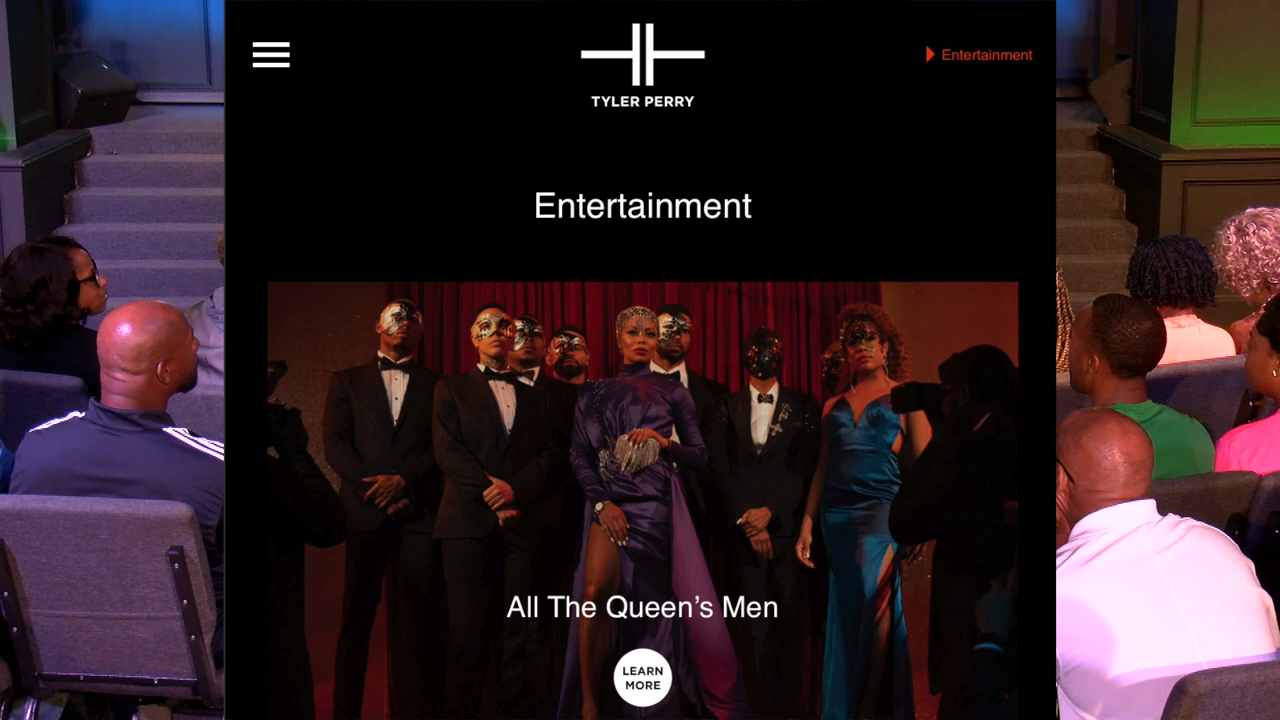 TYLER PERRY
Entertainment
Entertainment
All The Queen’s Men
LEARN
MORE